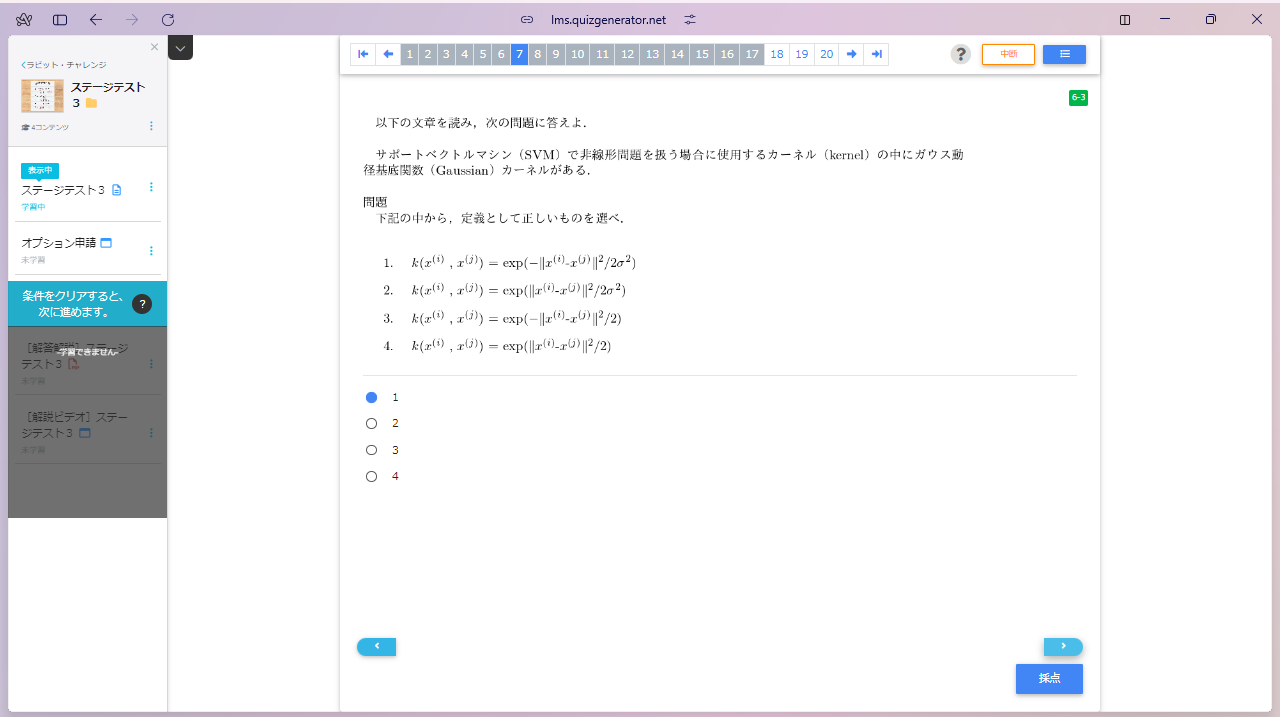 lms.quizgenerator.net
ラビット・チャレンジ
ステージテスト
3
4コンテンツ
表示中
ステージテスト3
学習中
オプション申請
未学習
条件をクリアすると、
次に進めます。
?
［解答解説］ステージ
テスト3
-学習できません-
未学習
［解説ビデオ］ステー
ジテスト3
未学習
1 2 3 4 5 6 7 8 9 10 11 12 13 14 15 16 17 18 19 20
?
中断
6-3
以下の文章を読み，次の問題に答えよ．
サポートベクトルマシン（SVM）で非線形問題を扱う場合に使用するカーネル（kernel）の中にガウス動
径基底関数（Gaussian）カーネルがある．
問題
下記の中から，定義として正しいものを選べ．
1. k(x^(i) , x^(j)) = exp(−‖x^(i)-x^(j)‖²/2σ²)
2. k(x^(i) , x^(j)) = exp(‖x^(i)-x^(j)‖²/2σ²)
3. k(x^(i) , x^(j)) = exp(−‖x^(i)-x^(j)‖²/2)
4. k(x^(i) , x^(j)) = exp(‖x^(i)-x^(j)‖²/2)
1
2
3
4
採点